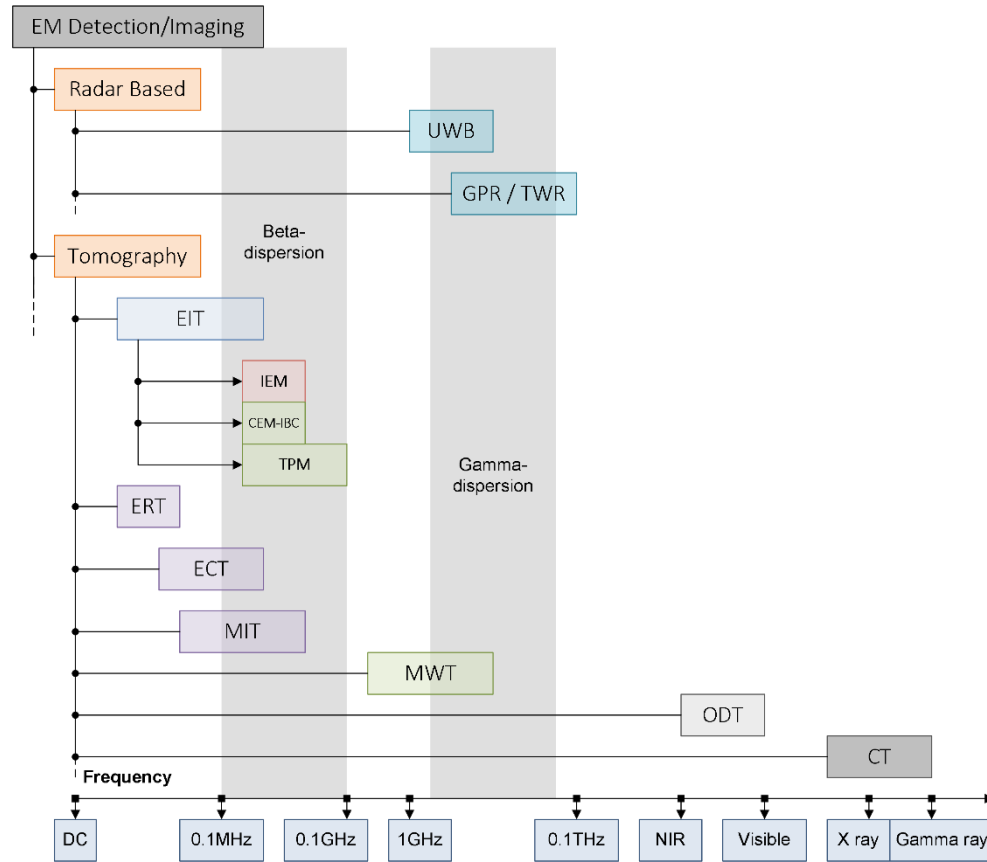 EM Detection/Imaging
Radar Based
UWB
GPR / TWR
Beta-
dispersion
Tomography
EIT
IEM
CEM-IBC
TPM
Gamma-
dispersion
ERT
ECT
MIT
MWT
ODT
CT
Frequency
DC
0.1MHz
0.1GHz
1GHz
0.1THz
NIR
Visible
X ray
Gamma ray